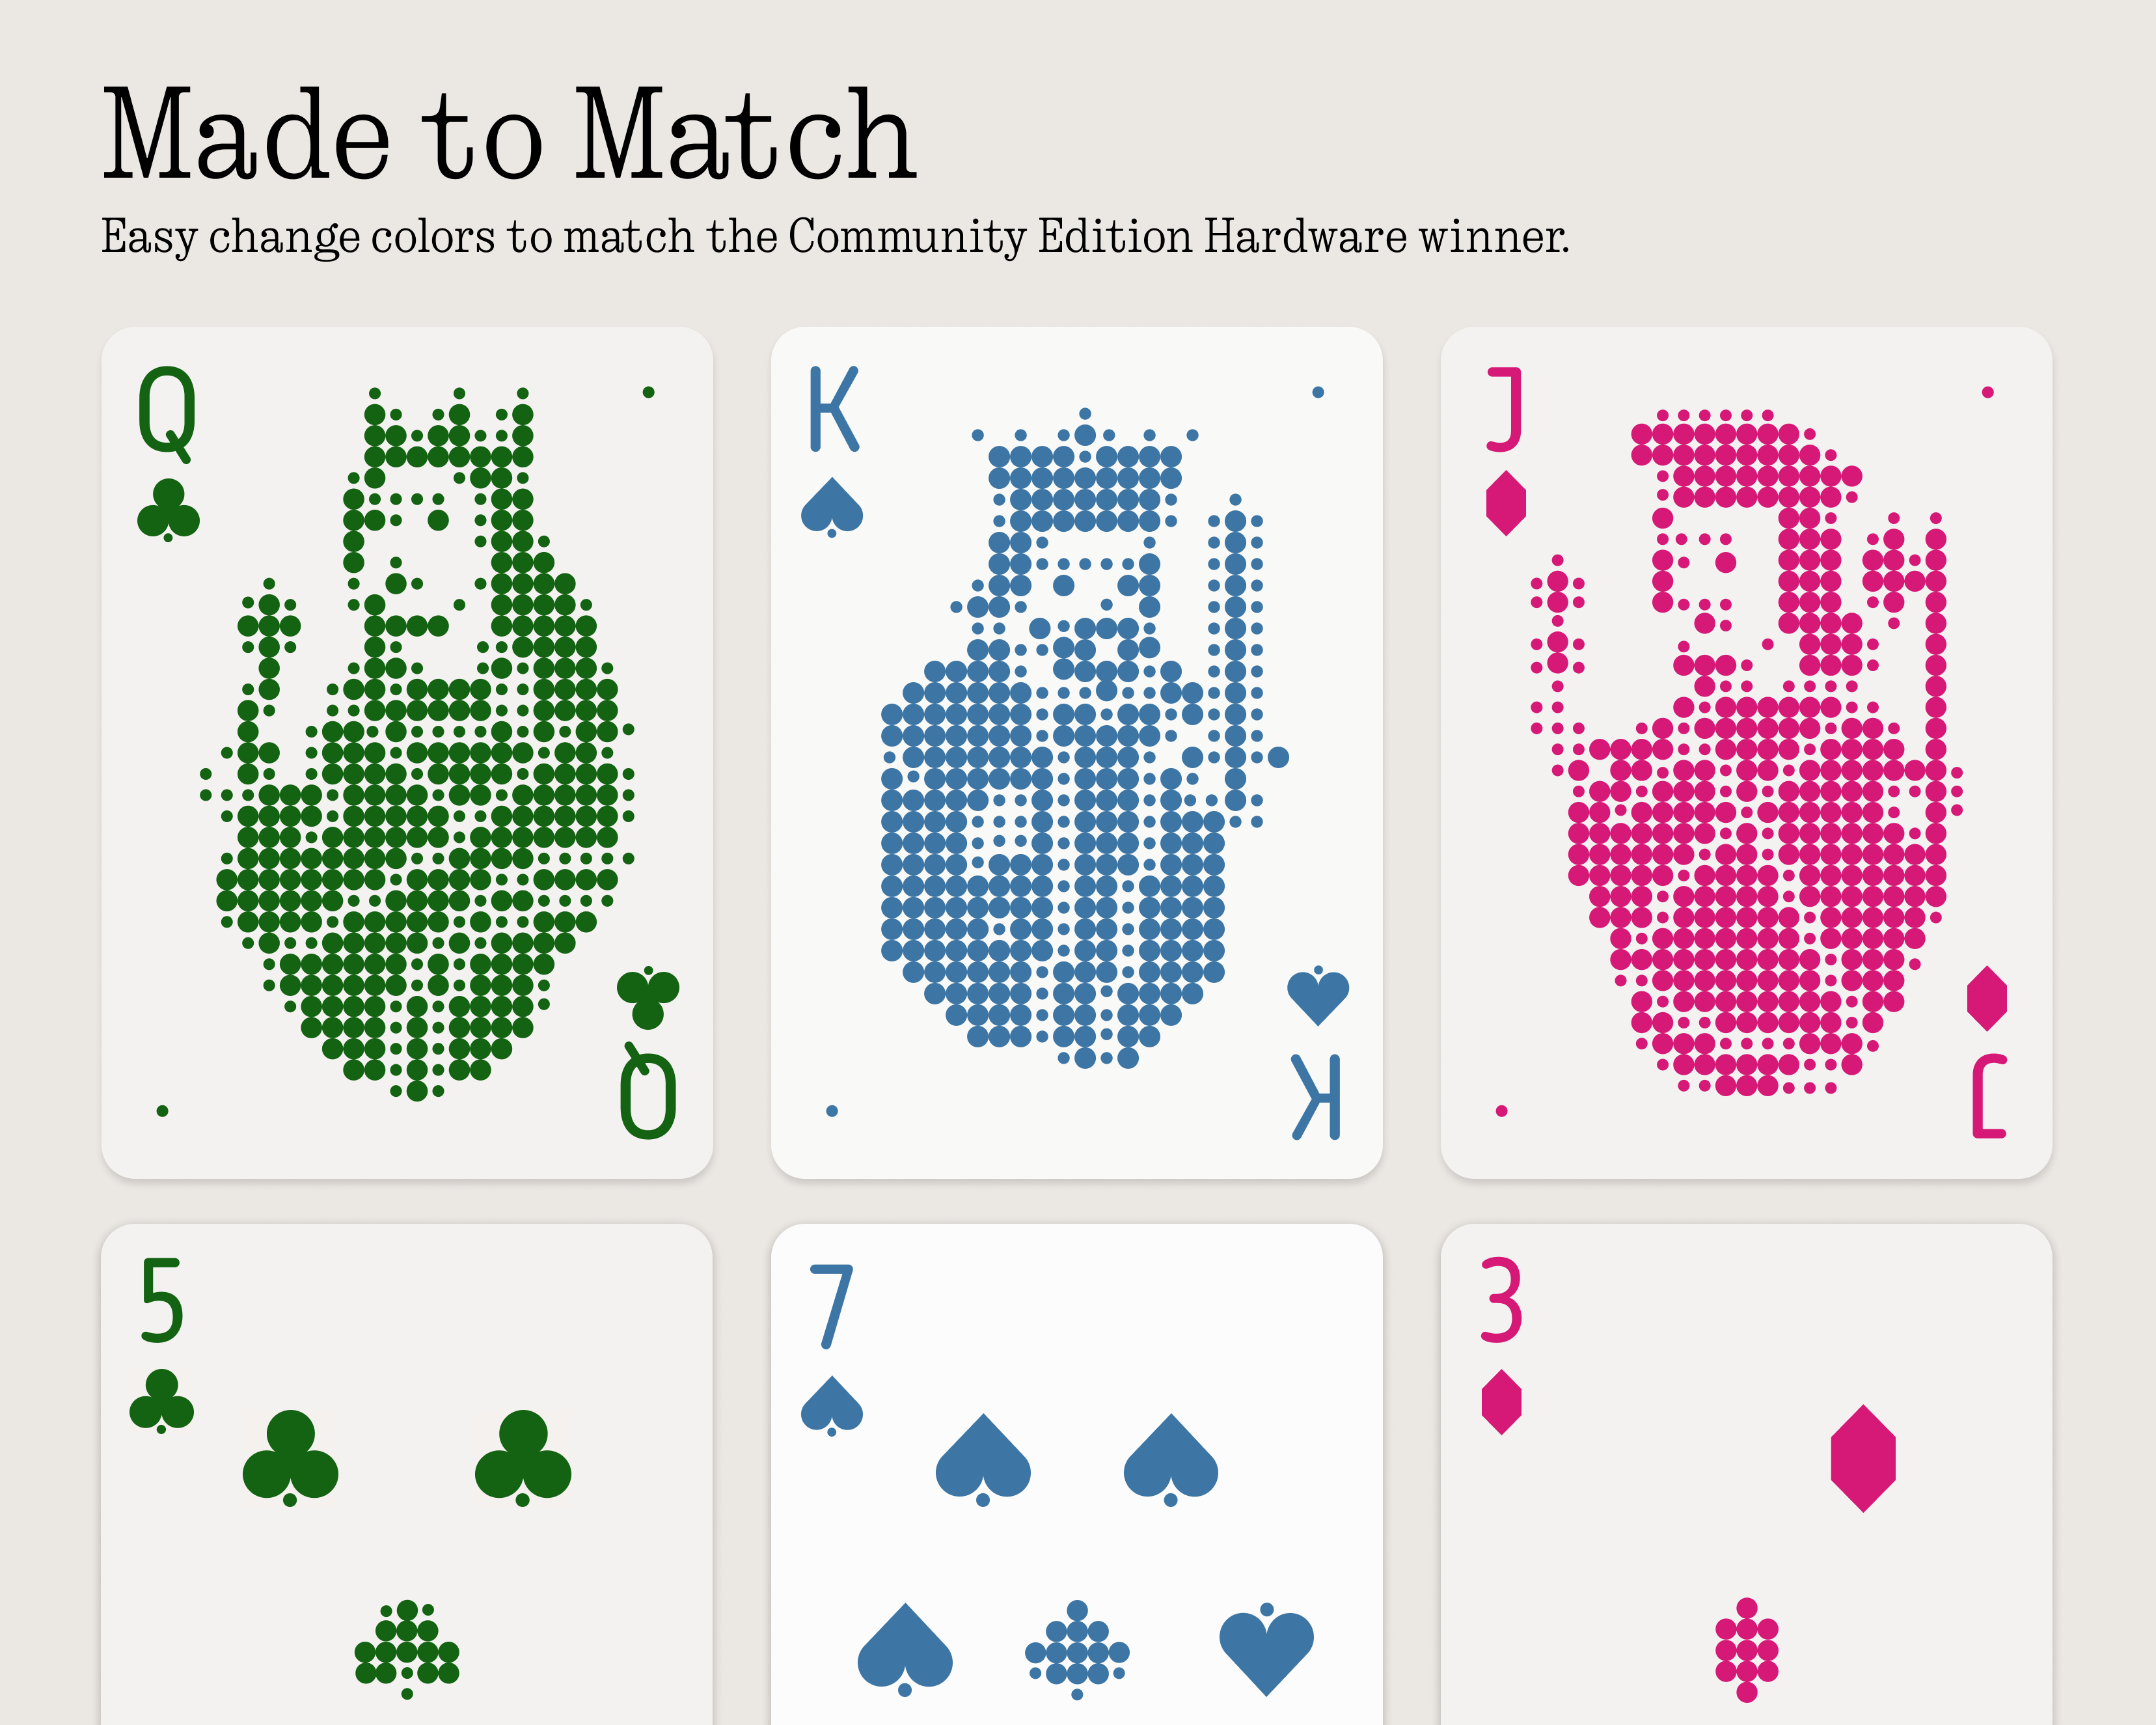 Made to Match
Easy change colors to match the Community Edition Hardware winner.
Q
K
J
Q
K
J
5
7
3